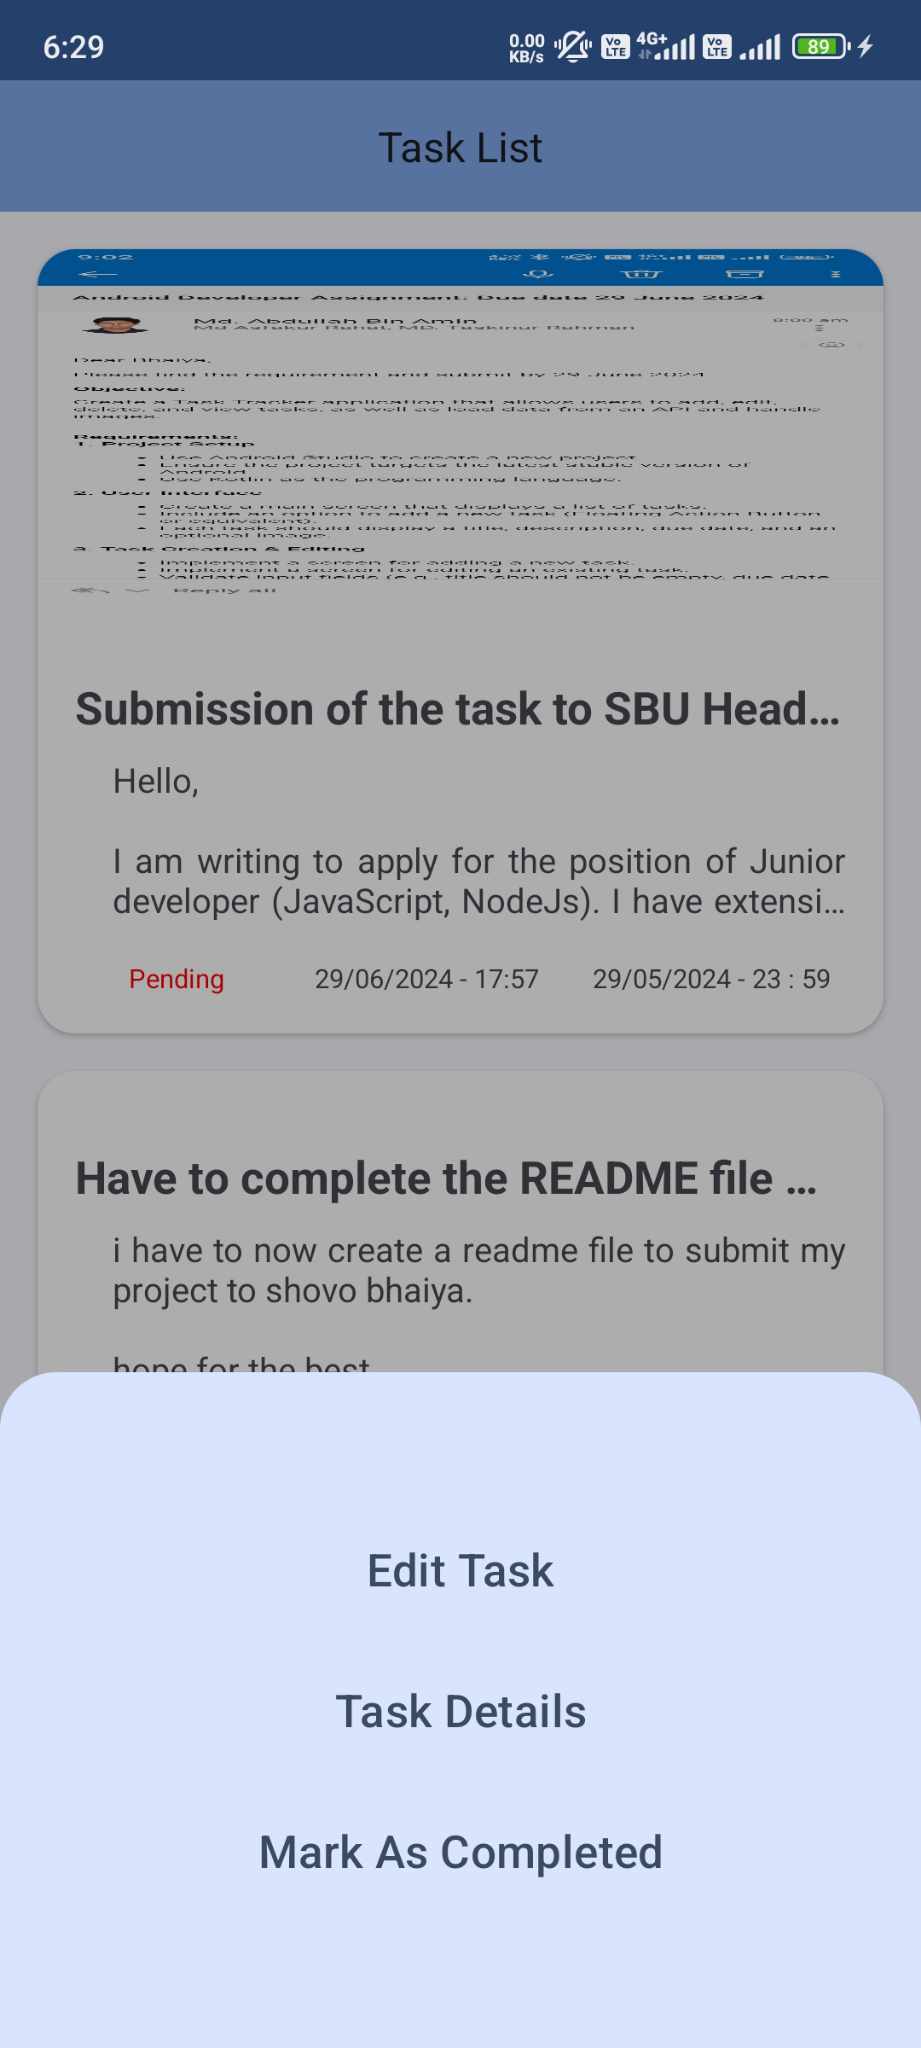 6:29
0.00
KB/s
Vo
LTE
4G+
Vo
LTE
89
Task List
9:02
Android Developer Assignment: Due date 29 June 2024
Md. Abdullah Bin Amin
9:00 am
Dear Bhaiya,
Please find the requirement and submit by 29 June 2024
Objective:
Create a Task Tracker application that allows users to add, edit,
delete, and view tasks, as well as load data from an API and handle
images.
Requirements:
1. Project Setup
Use Android Studio to create a new project.
Ensure the project targets the latest stable version of
Android.
Use Kotlin as the programming language.
2. User Interface
Create a main screen that displays a list of tasks.
Include an option to add a new task (Floating Action Button
or equivalent).
Each task should display a title, description, due date, and an
optional image.
3. Task Creation & Editing
Implement a screen for adding a new task.
Implement a screen for editing an existing task.
Validate input fields (e.g., title should not be empty, due date
Reply all
Submission of the task to SBU Head...
Hello,
I am writing to apply for the position of Junior
developer (JavaScript, NodeJs). I have extensi...
Pending 29/06/2024 - 17:57 29/05/2024 - 23 : 59
Have to complete the README file ...
i have to now create a readme file to submit my
project to shovo bhaiya.
hope for the best
Edit Task
Task Details
Mark As Completed